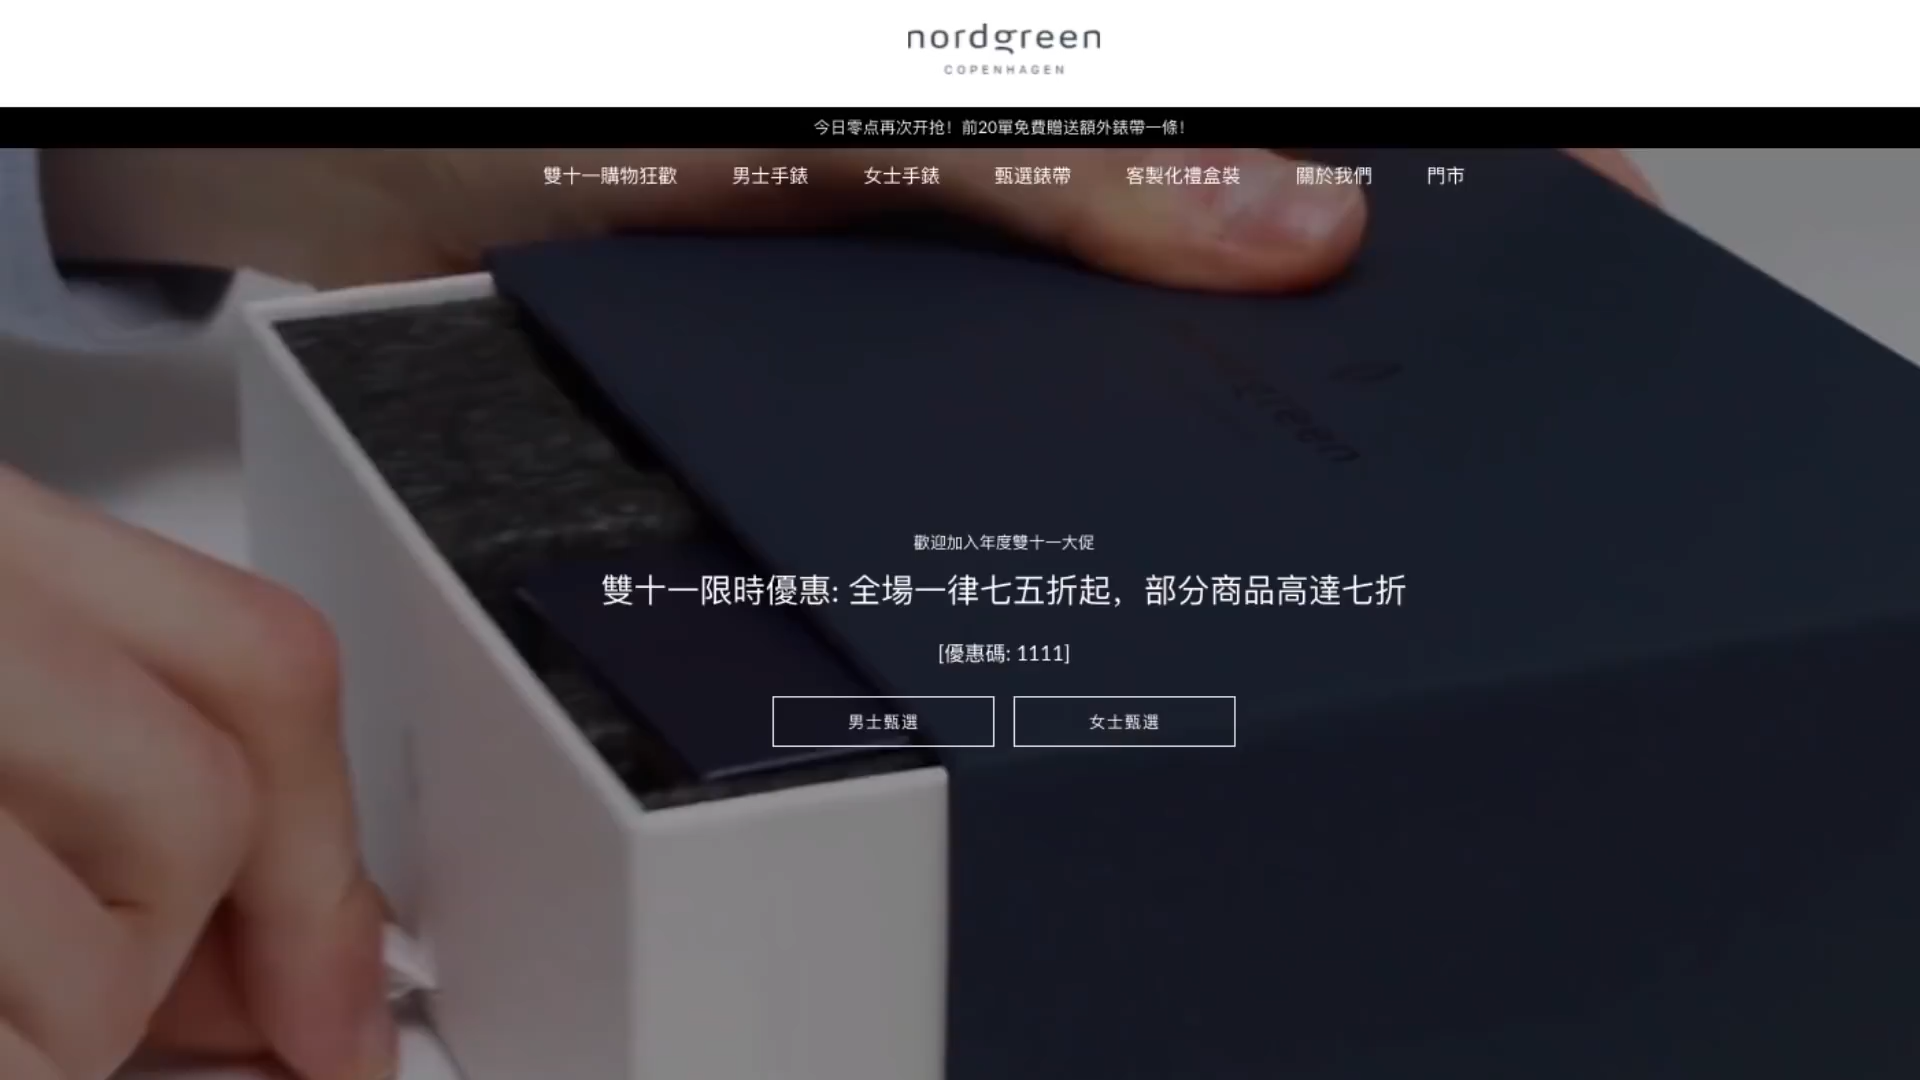 nordgreen
COPENHAGEN
今日零点再次开抢！前20單免費贈送額外錶帶一條！
雙十一購物狂歡 男士手錶 女士手錶 甄選錶帶 客製化禮盒裝 關於我們 門市
nordgreen
歡迎加入年度雙十一大促
雙十一限時優惠: 全場一律七五折起，部分商品高達七折
[優惠碼: 1111]
男士甄選 女士甄選